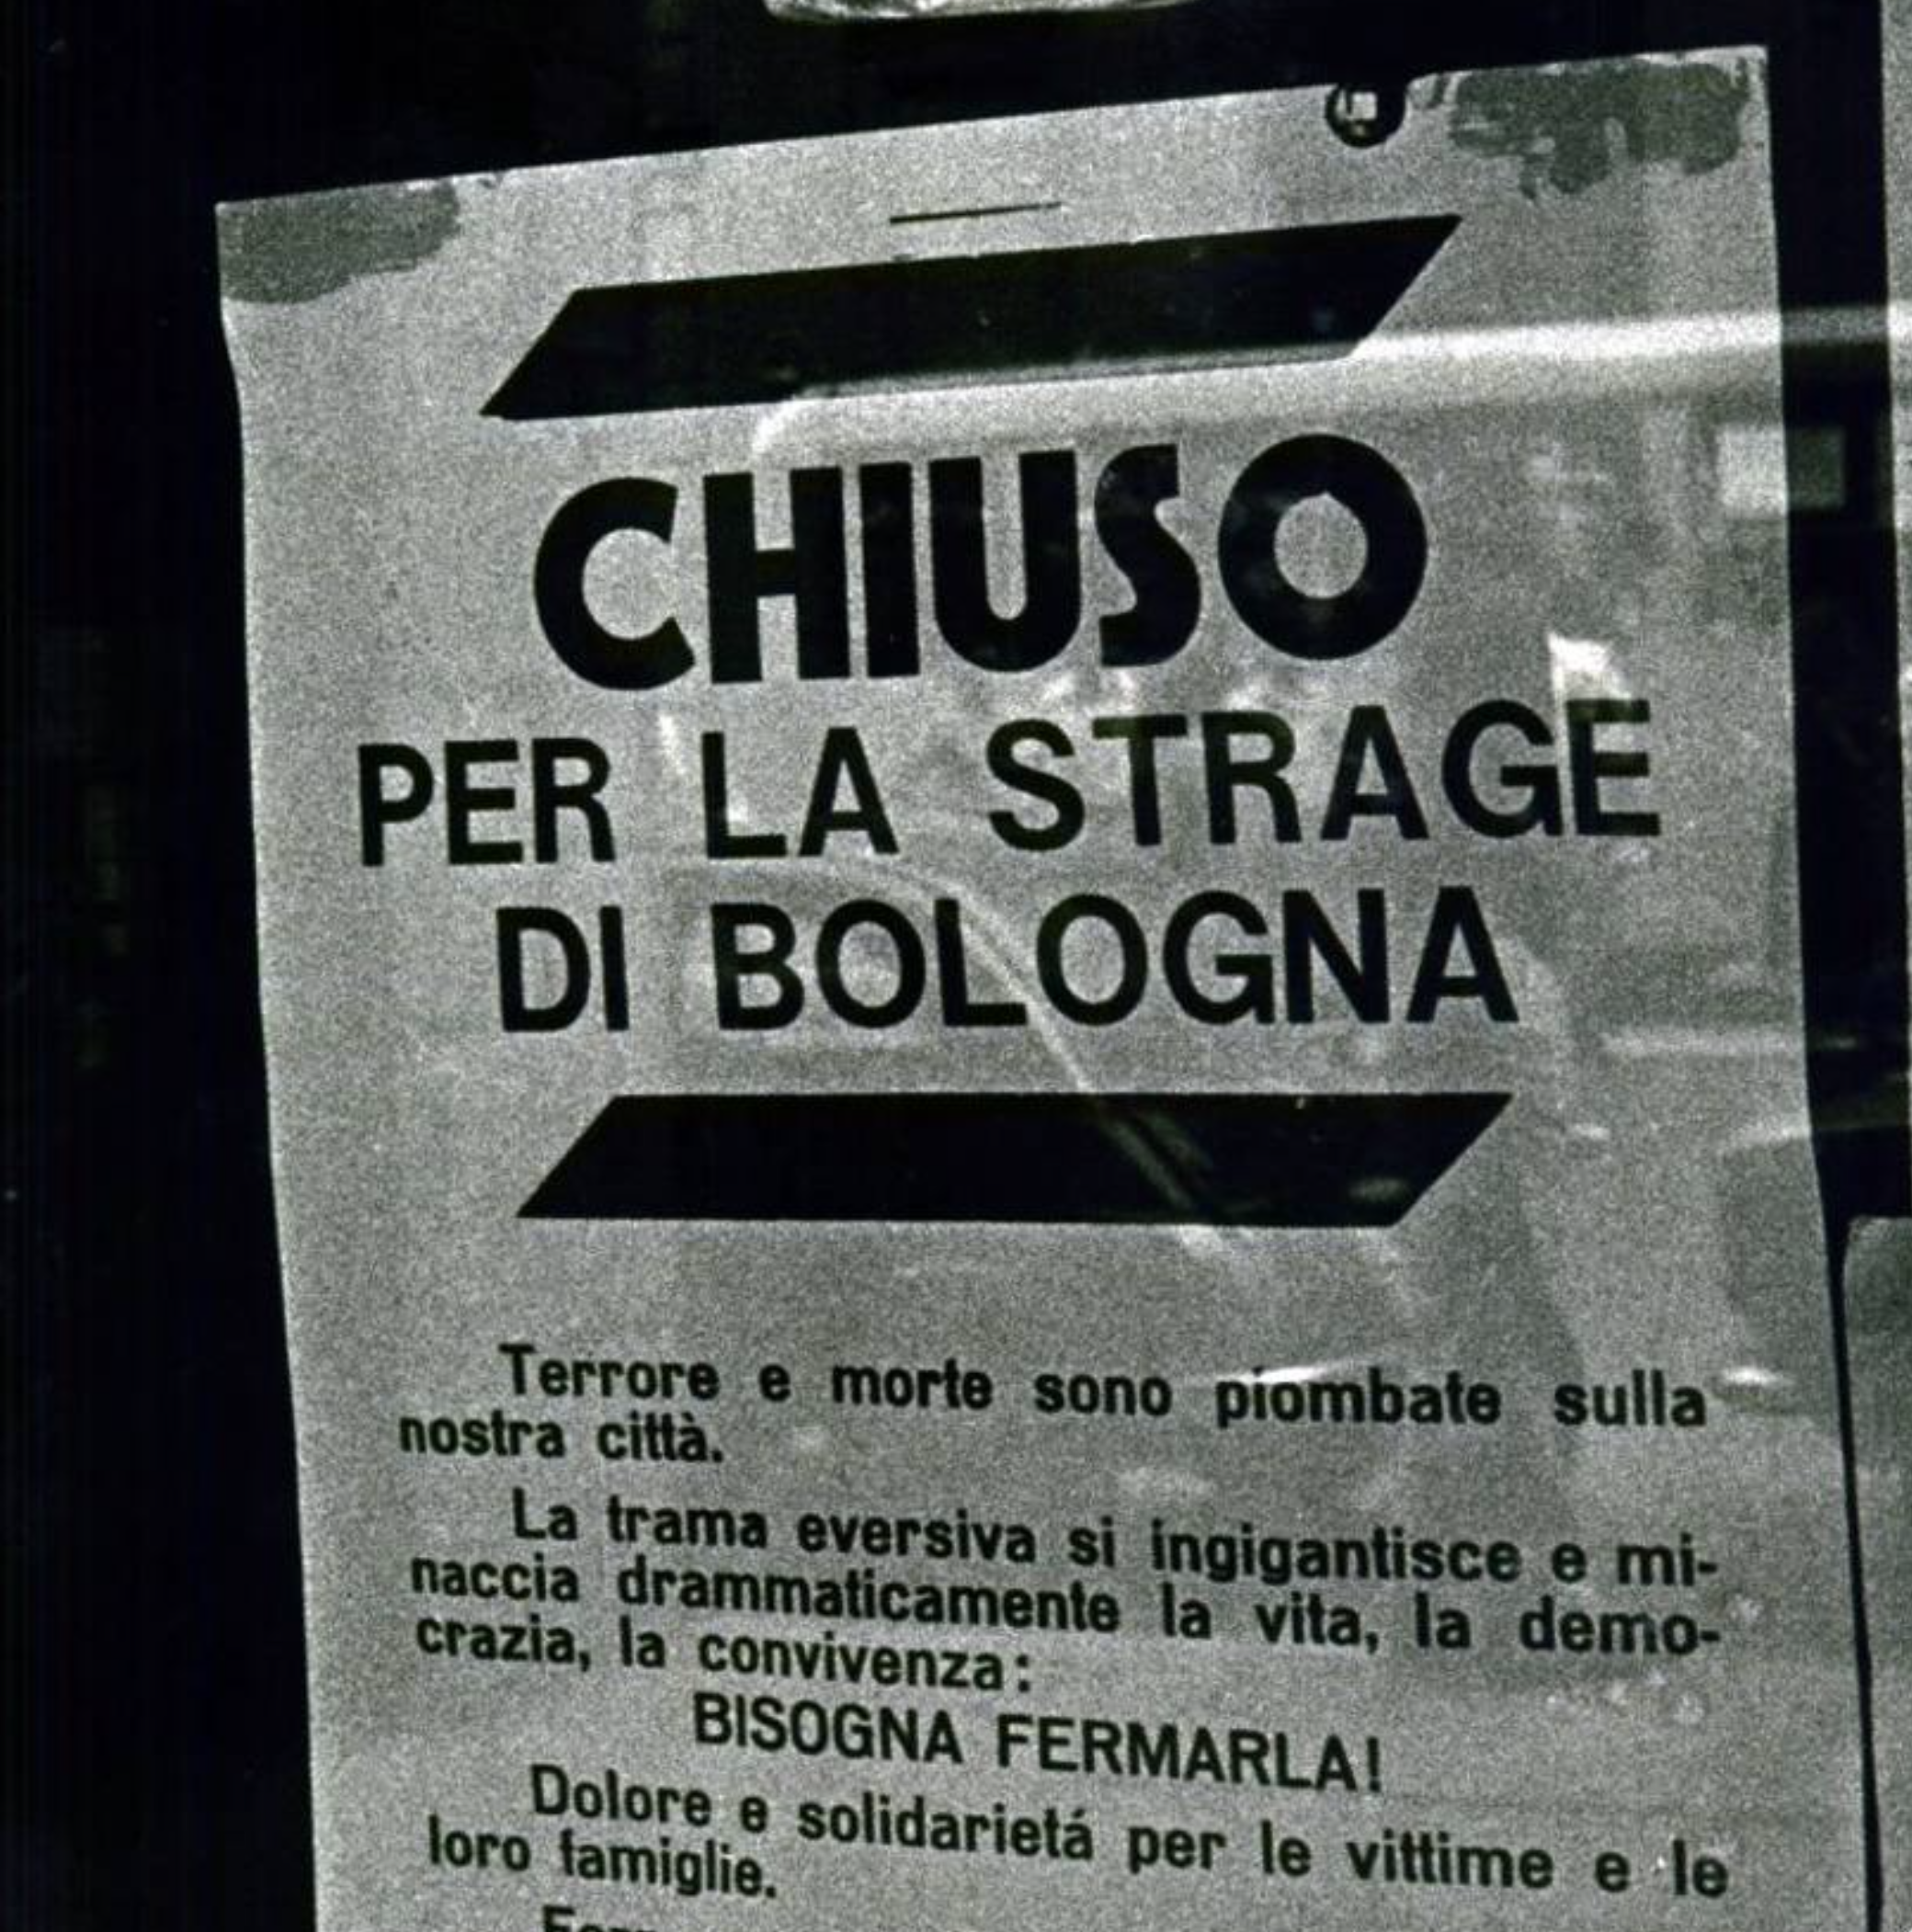 CHIUSO
PER LA STRAGE
DI BOLOGNA
Terrore e morte sono piombate sulla
nostra città.
La trama eversiva si ingigantisce e mi-
naccia drammaticamente la vita, la demo-
crazia, la convivenza:
BISOGNA FERMARLA!
Dolore e solidarietá per le vittime e le
loro famiglie.